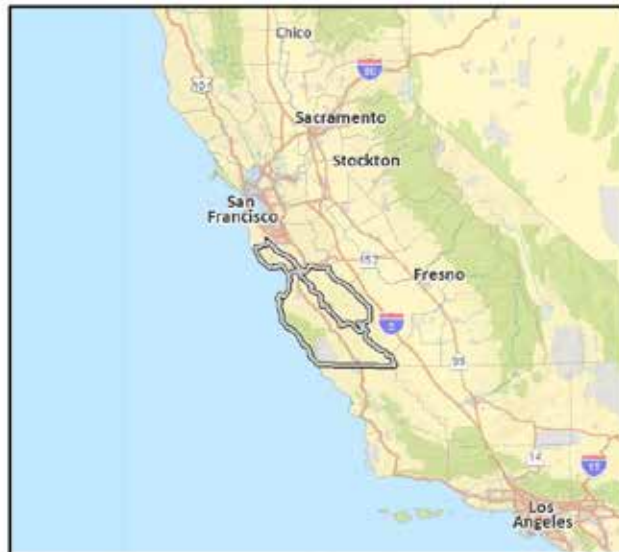 Chico
80
101
Sacramento
Stockton
San
Francisco
152
Fresno
5
99
14
15
Los
Angeles